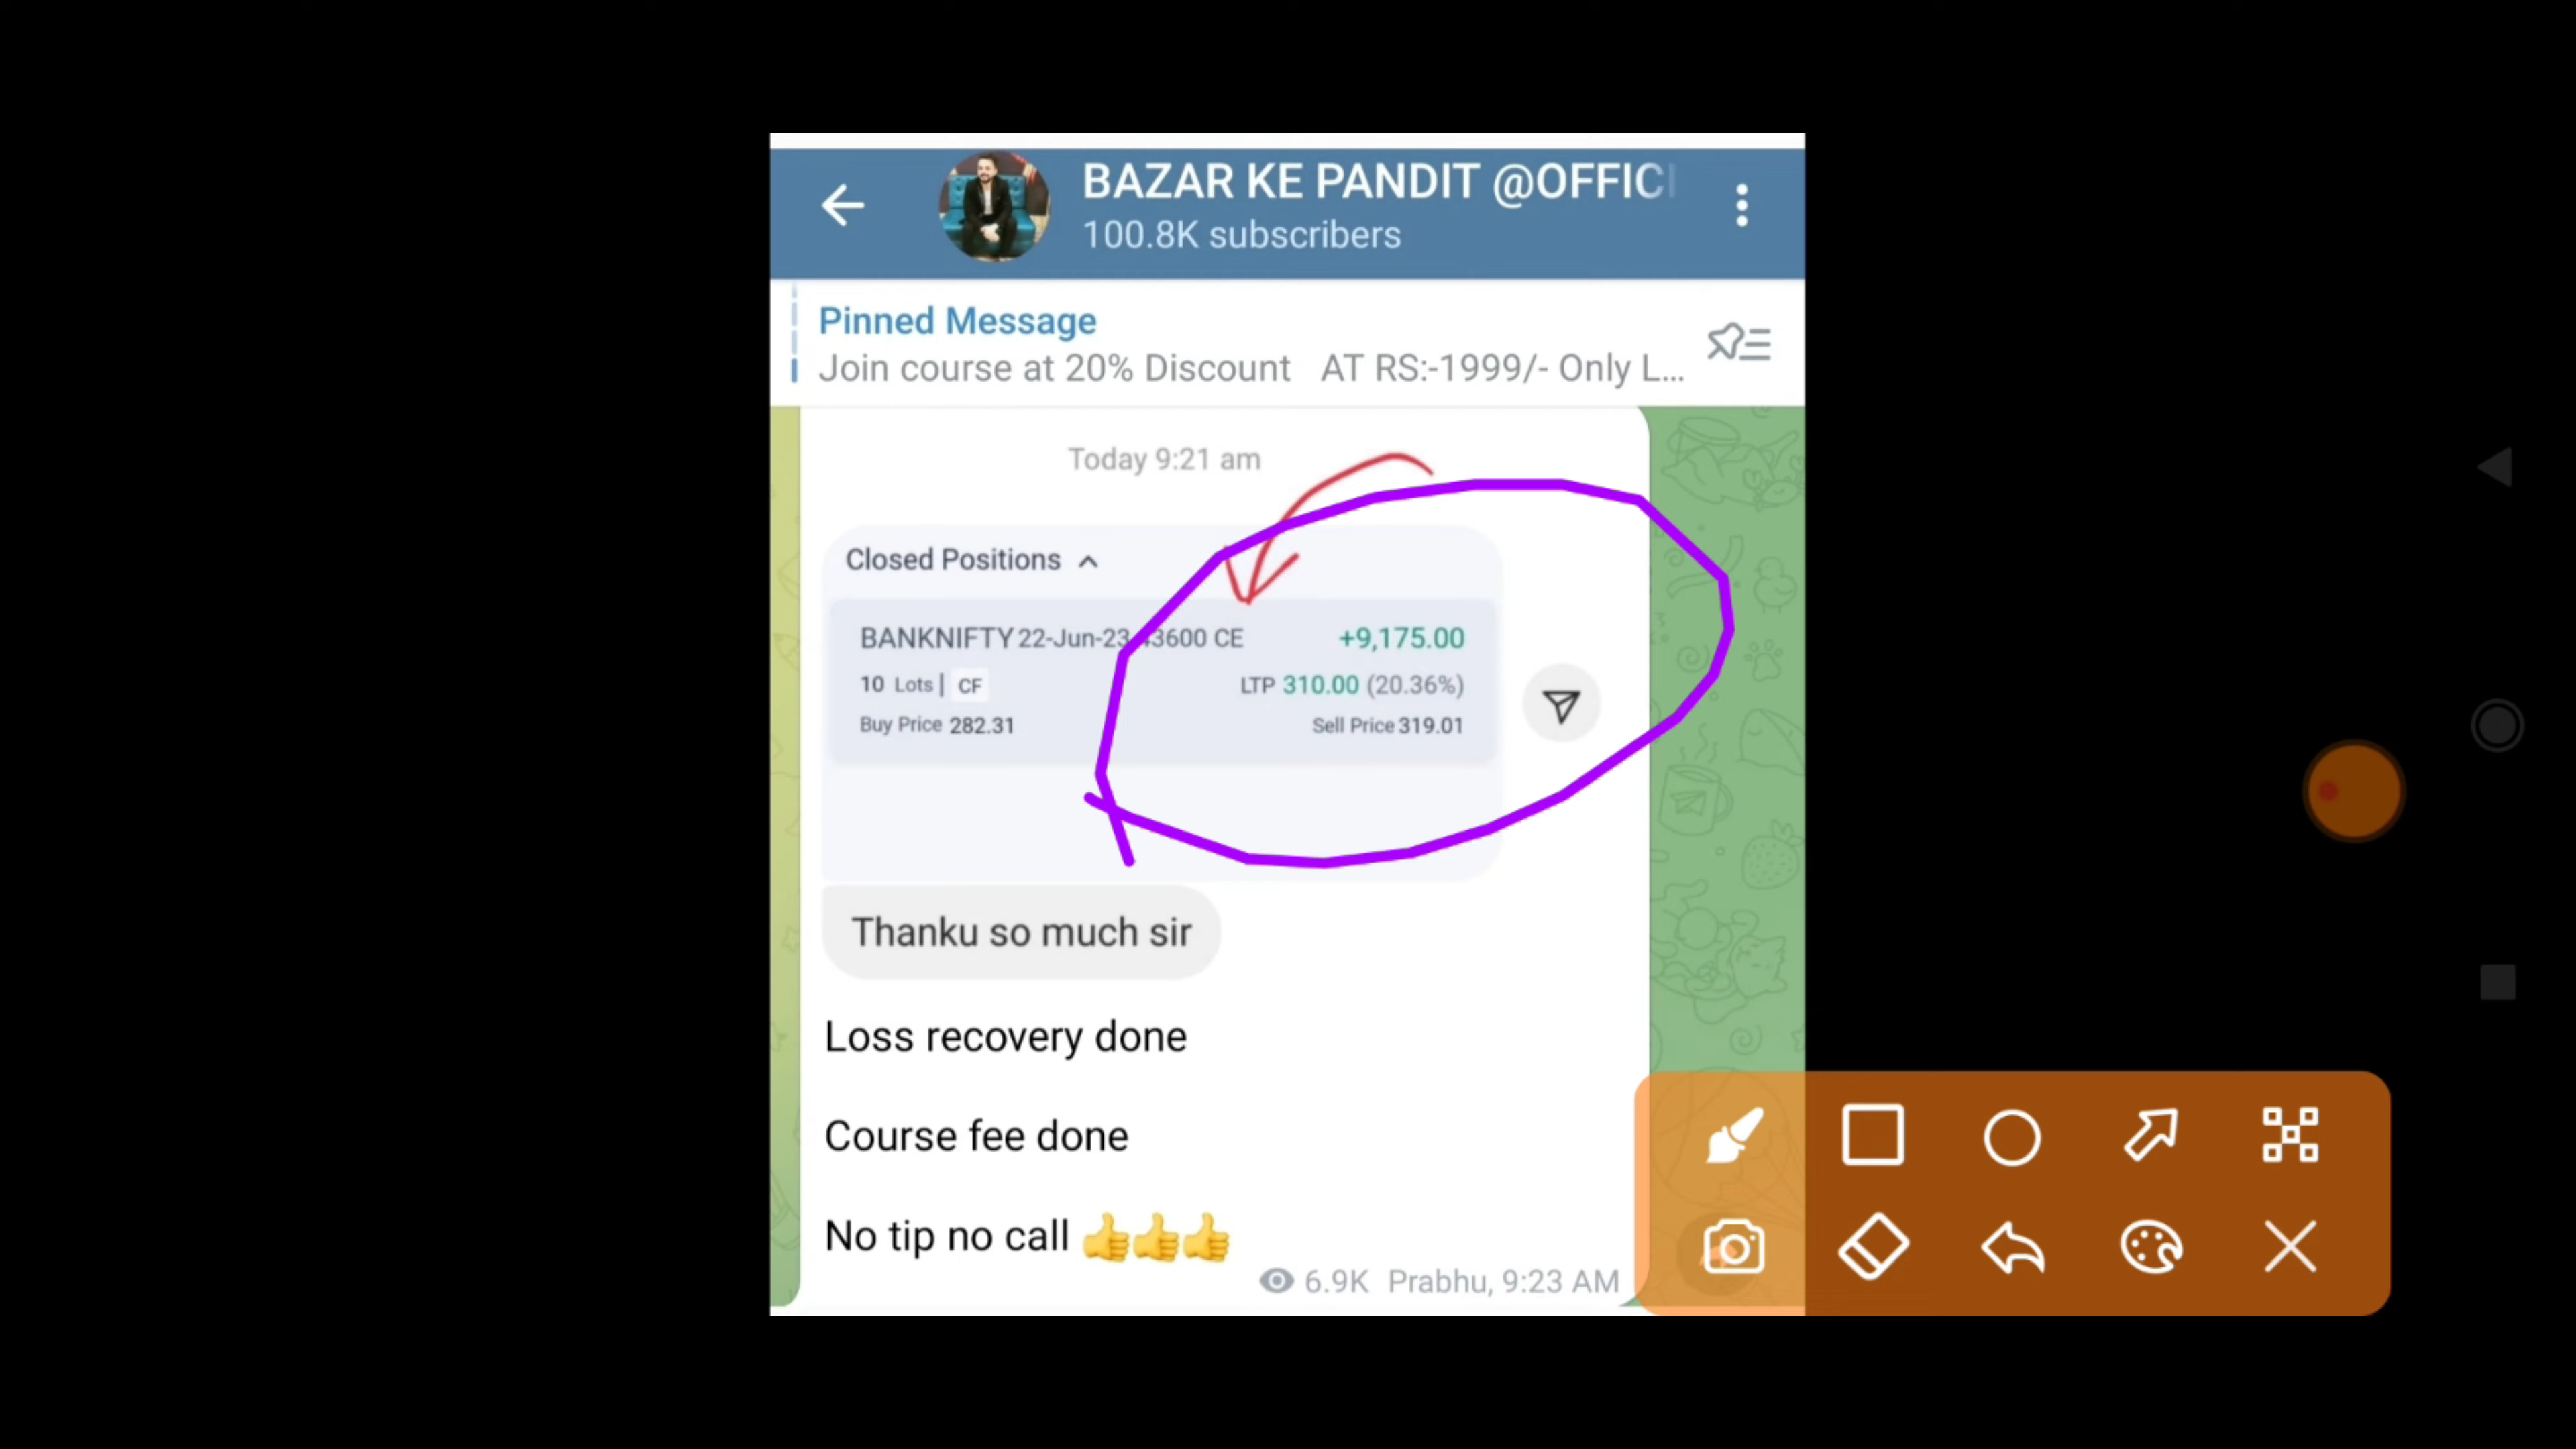 BAZAR KE PANDIT @OFFICI
100.8K subscribers
Pinned Message
Join course at 20% Discount AT RS:-1999/- Only L...
Today 9:21 am
Closed Positions
BANKNIFTY 22-Jun-23 43600 CE +9,175.00
10 Lots | CF LTP 310.00 (20.36%)
Buy Price 282.31 Sell Price 319.01
Thanku so much sir
Loss recovery done
Course fee done
No tip no call 👍👍👍
6.9K Prabhu, 9:23 AM